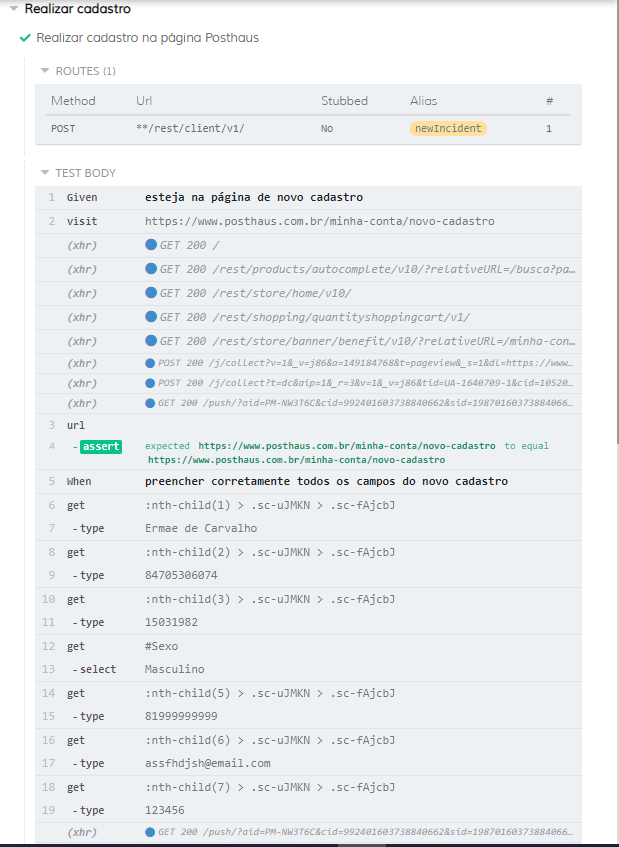 Realizar cadastro
Realizar cadastro na página Posthaus
ROUTES (1)
Method Url Stubbed Alias #
POST **/rest/client/v1/ No newIncident 1
TEST BODY
1 Given esteja na página de novo cadastro
2 visit https://www.posthaus.com.br/minha-conta/novo-cadastro
(xhr) GET 200 /
(xhr) GET 200 /rest/products/autocomplete/v10/?relativeURL=/busca?pa...
(xhr) GET 200 /rest/store/home/v10/
(xhr) GET 200 /rest/shopping/quantityshoppingcart/v1/
(xhr) GET 200 /rest/store/banner/benefit/v10/?relativeURL=/minha-con...
(xhr) POST 200 /j/collect?v=1&_v=j86&a=149184768&t=pageview&_s=1&dl=https://www...
(xhr) POST 200 /j/collect?t=dc&aip=1&_r=3&v=1&_v=j86&tid=UA-1640709-1&cid=10520...
(xhr) GET 200 /push/?aid=PM-NW3T6C&cid=992401603738840662&sid=19870160373884066...
3 url
4 - assert expected https://www.posthaus.com.br/minha-conta/novo-cadastro to equal
https://www.posthaus.com.br/minha-conta/novo-cadastro
5 When preencher corretamente todos os campos do novo cadastro
6 get :nth-child(1) > .sc-uJMKN > .sc-fAjcbJ
7 - type Ermae de Carvalho
8 get :nth-child(2) > .sc-uJMKN > .sc-fAjcbJ
9 - type 84705306074
10 get :nth-child(3) > .sc-uJMKN > .sc-fAjcbJ
11 - type 15031982
12 get #Sexo
13 - select Masculino
14 get :nth-child(5) > .sc-uJMKN > .sc-fAjcbJ
15 - type 81999999999
16 get :nth-child(6) > .sc-uJMKN > .sc-fAjcbJ
17 - type assfhdjsh@email.com
18 get :nth-child(7) > .sc-uJMKN > .sc-fAjcbJ
19 - type 123456
(xhr) GET 200 /push/?aid=PM-NW3T6C&cid=992401603738840662&sid=19870160373884066...